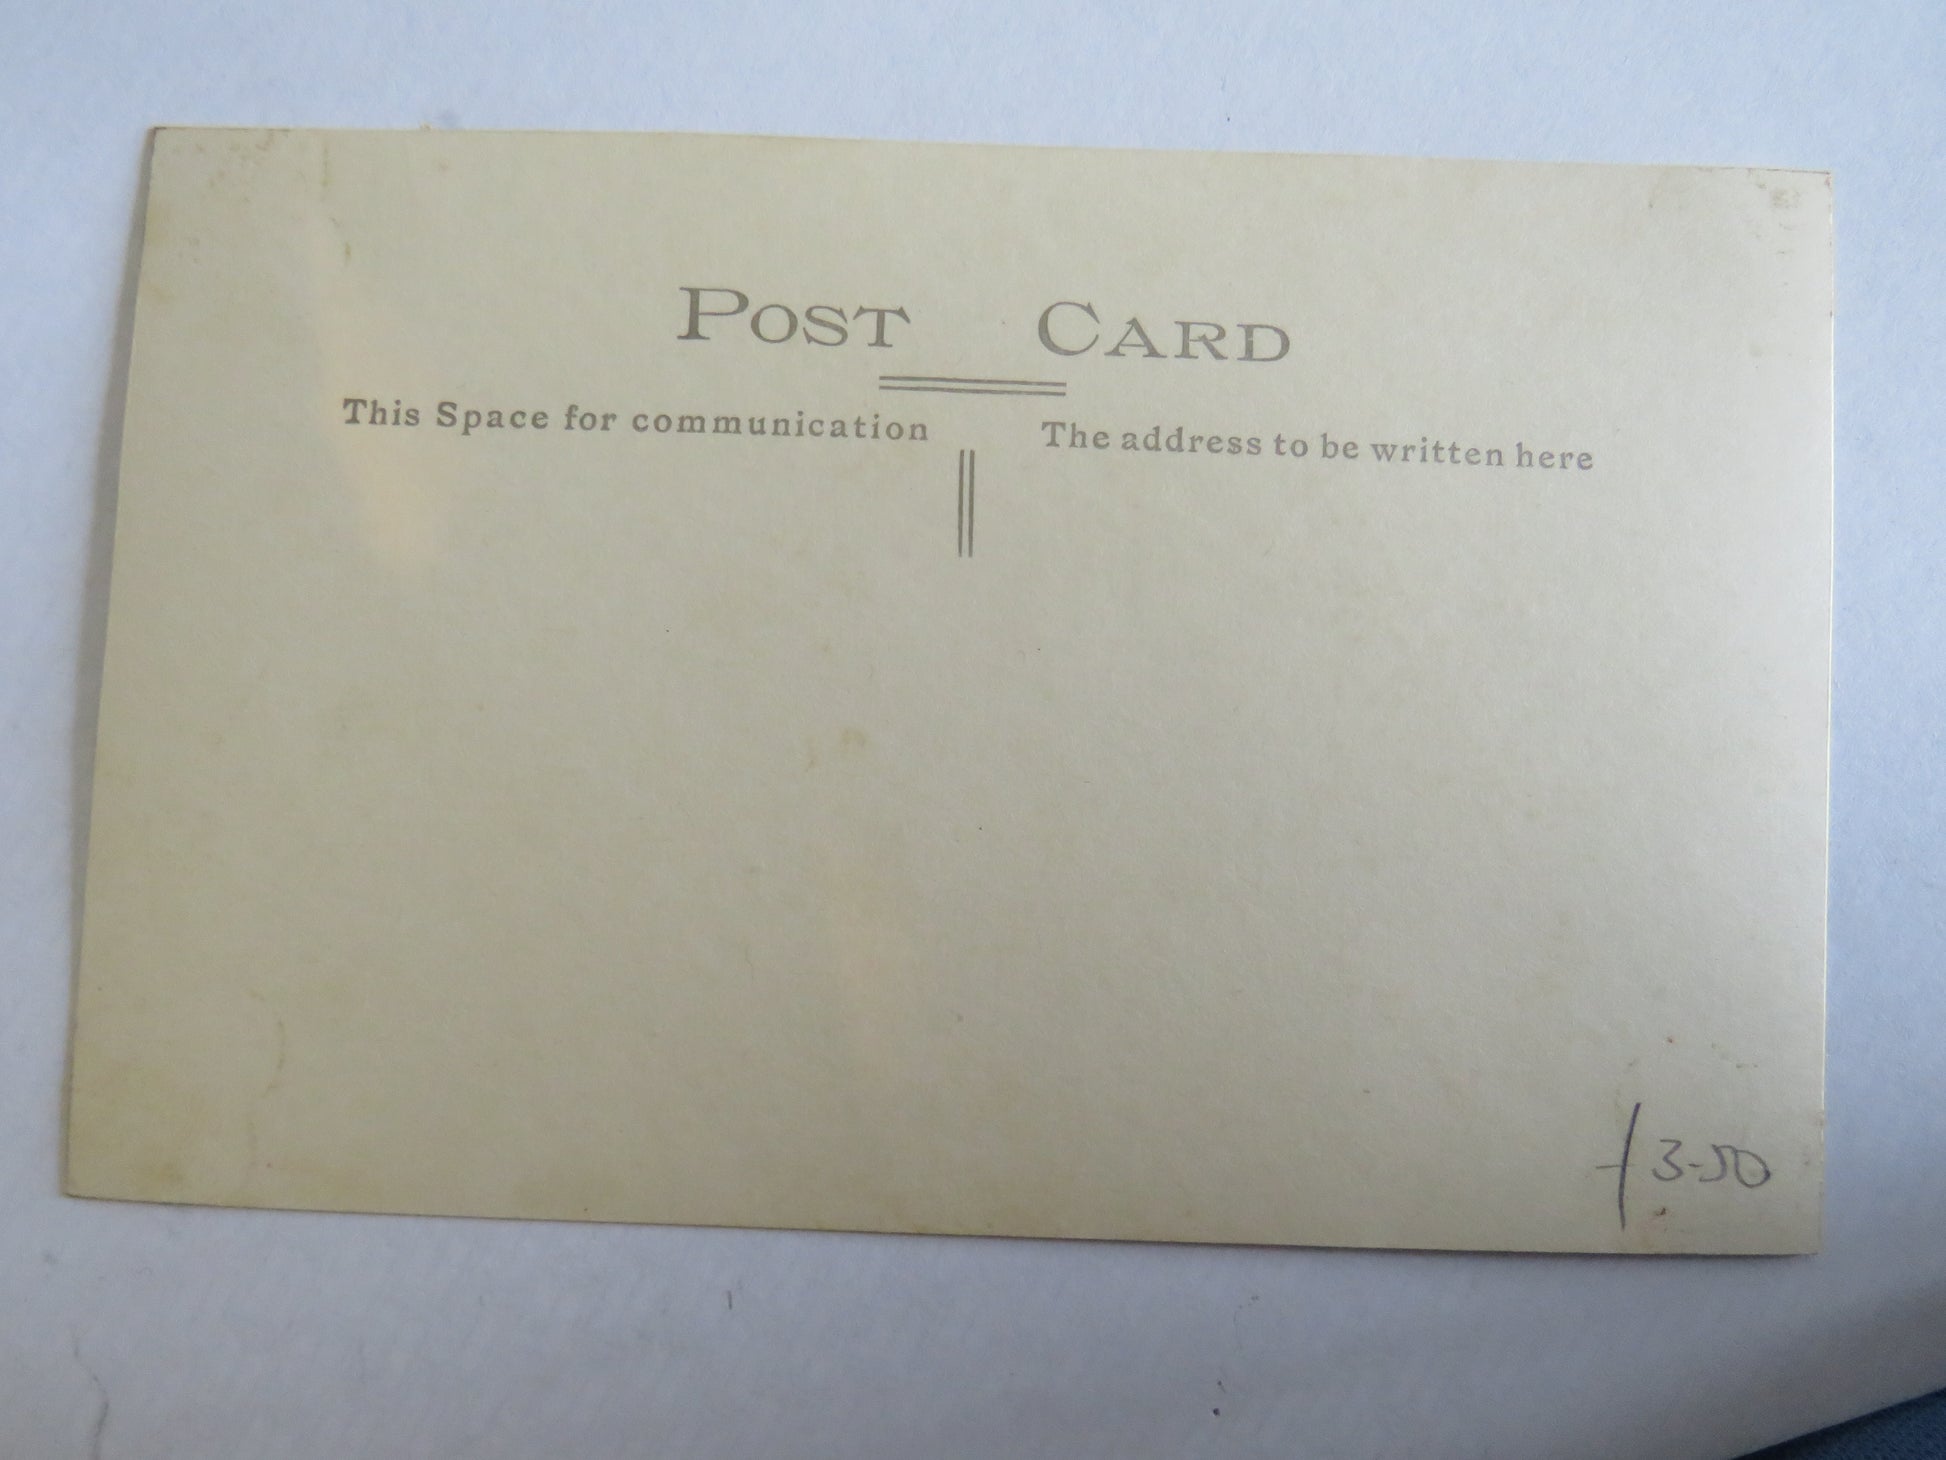 POST CARD
This Space for communication
The address to be written here
3-50